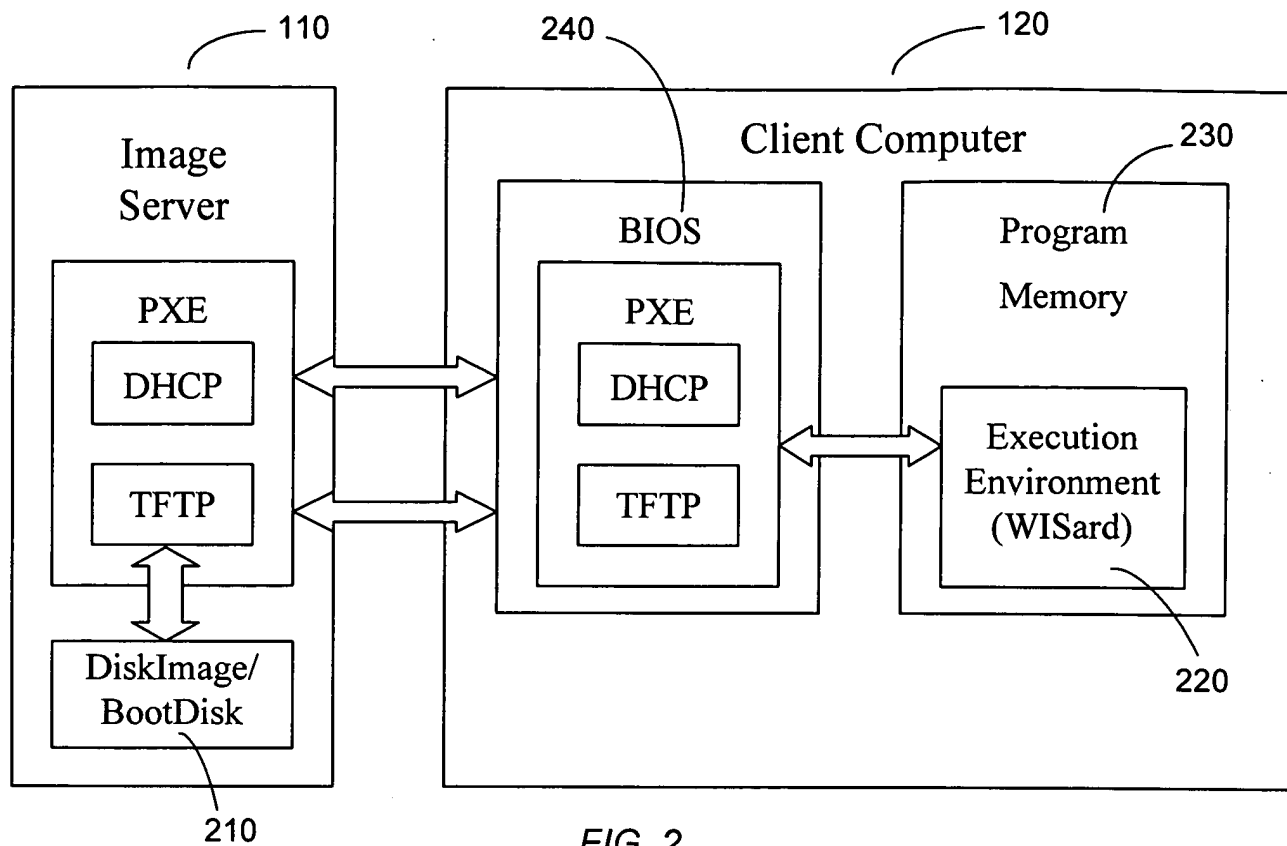 110
240
120
Image
Server
Client Computer
230
BIOS
Program
Memory
PXE
DHCP
TFTP
PXE
DHCP
TFTP
Execution
Environment
(WISard)
DiskImage/
BootDisk
220
210
FIG. 2